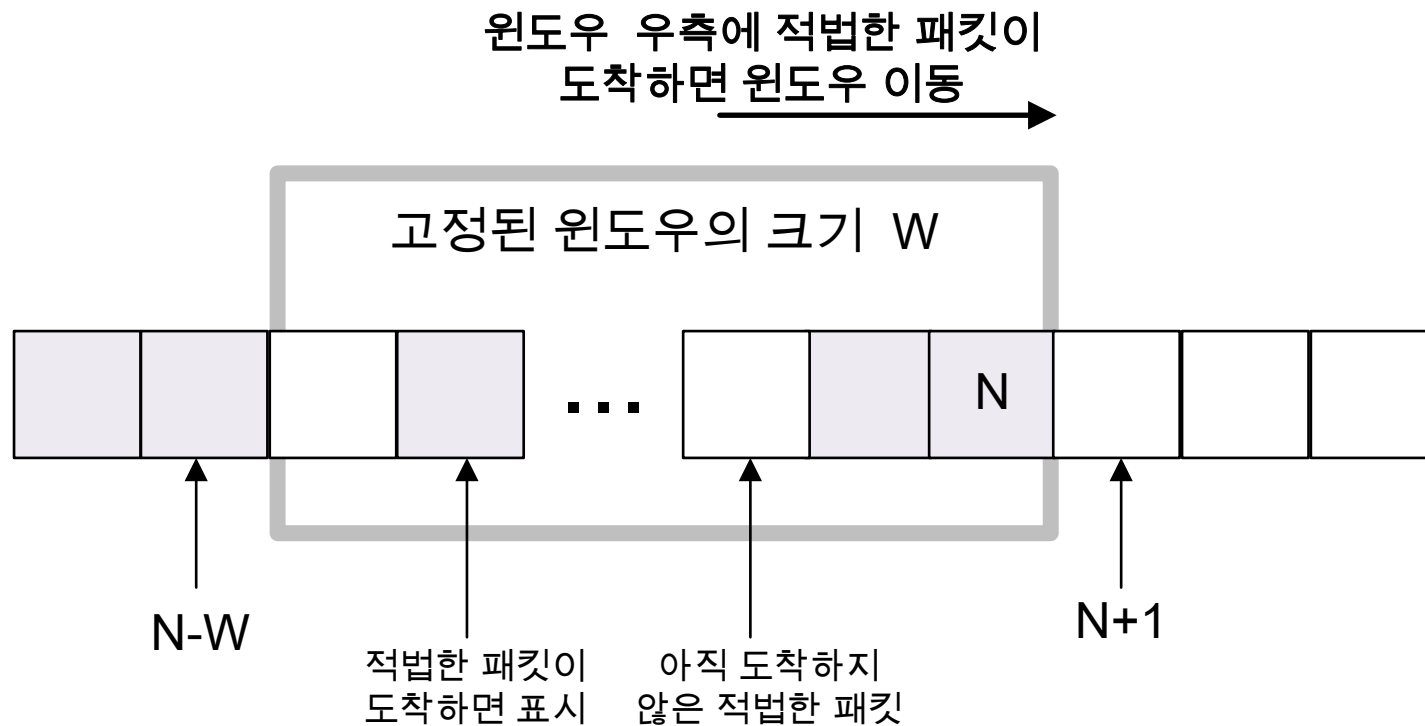 윈도우 우측에 적법한 패킷이
도착하면 윈도우 이동
고정된 윈도우의 크기 W
...
N
N-W
적법한 패킷이
도착하면 표시
아직 도착하지
않은 적법한 패킷
N+1